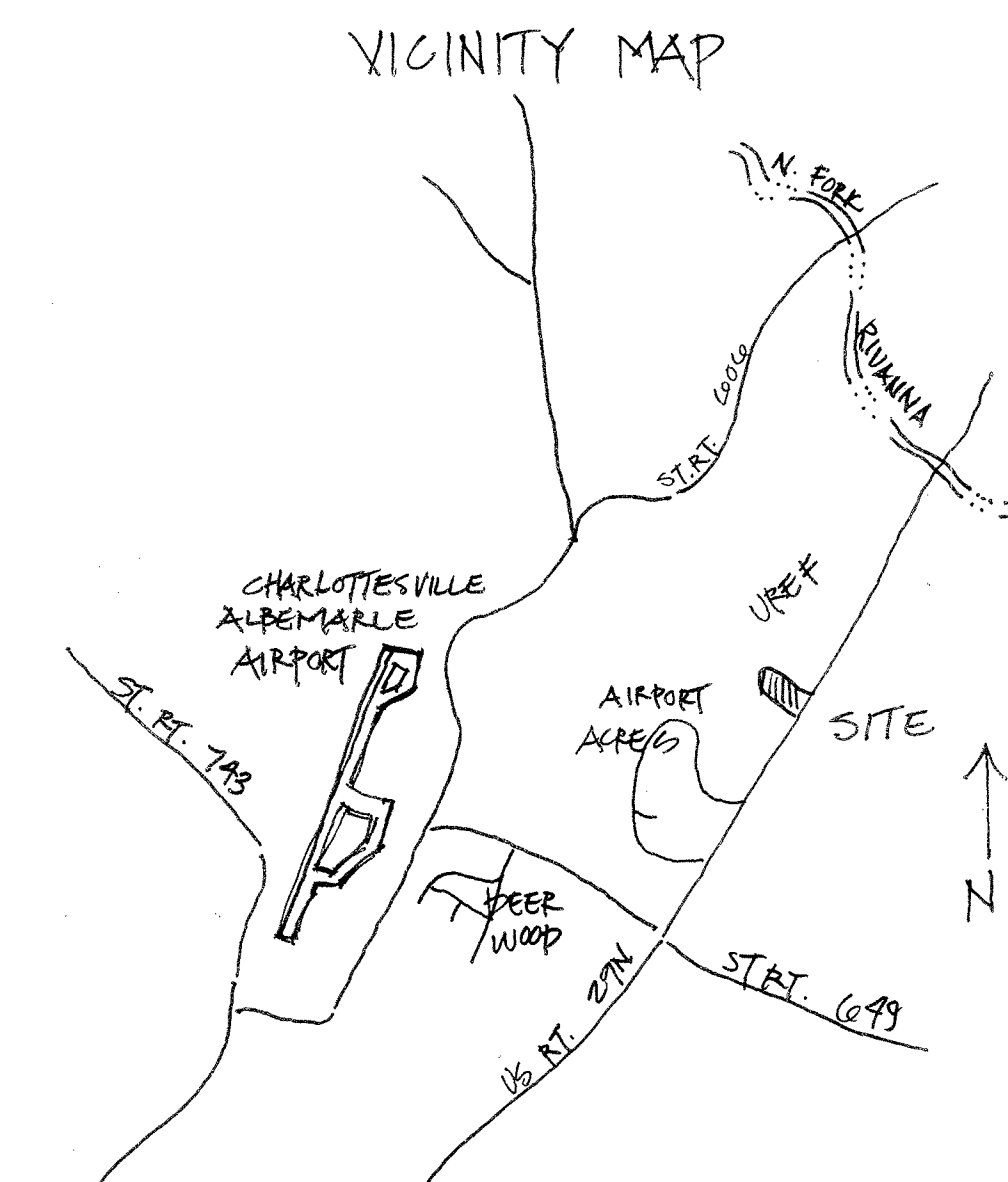 VICINITY MAP
N. FORK
RIVANNA
ST. RT. 606
CHARLOTTESVILLE
ALBEMARLE
AIRPORT
UREF
ST. RT. 743
AIRPORT
ACRES
SITE
N
DEER
WOOD
US RT. 29N
ST RT. 649